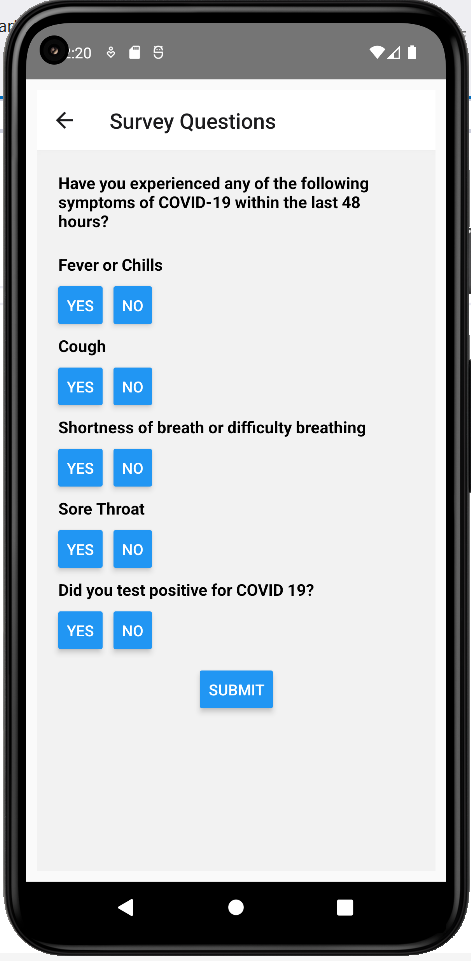 :20
Survey Questions
Have you experienced any of the following
symptoms of COVID-19 within the last 48
hours?
Fever or Chills
YES NO
Cough
YES NO
Shortness of breath or difficulty breathing
YES NO
Sore Throat
YES NO
Did you test positive for COVID 19?
YES NO
SUBMIT